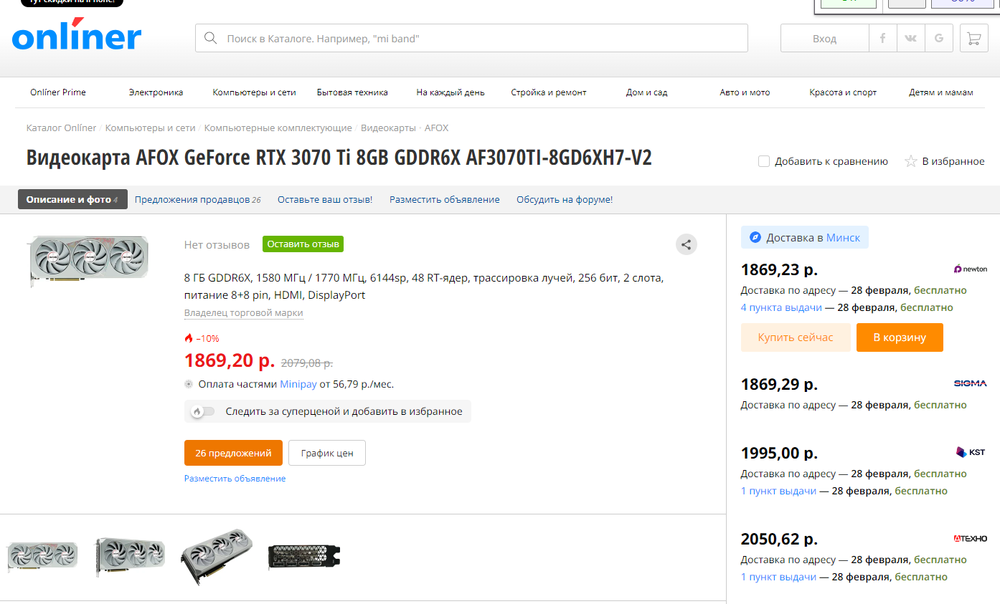 Тут скидки на iPhone!
onlíner
Поиск в Каталоге. Например, "mi band"
Вход
Onlíner Prime
Электроника
Компьютеры и сети
Бытовая техника
На каждый день
Стройка и ремонт
Дом и сад
Авто и мото
Красота и спорт
Детям и мамам
Каталог Onlíner / Компьютеры и сети / Компьютерные комплектующие / Видеокарты • AFOX
Видеокарта AFOX GeForce RTX 3070 Ti 8GB GDDR6X AF3070TI-8GD6XH7-V2
Добавить к сравнению
В избранное
Описание и фото 4
Предложения продавцов 26
Оставьте ваш отзыв!
Разместить объявление
Обсудить на форуме!
Нет отзывов
Оставить отзыв
8 ГБ GDDR6X, 1580 МГц / 1770 МГц, 6144sp, 48 RT-ядер, трассировка лучей, 256 бит, 2 слота,
питание 8+8 pin, HDMI, DisplayPort
Владелец торговой марки
–10%
1869,20 р. 2079,08 р.
Оплата частями Minipay от 56,79 р./мес.
Следить за суперценой и добавить в избранное
26 предложений
График цен
Разместить объявление
Доставка в Минск
1869,23 р.
newton
Доставка по адресу — 28 февраля, бесплатно
4 пункта выдачи — 28 февраля, бесплатно
Купить сейчас
В корзину
1869,29 р.
SIGMA
Доставка по адресу — 28 февраля, бесплатно
1995,00 р.
KST
Доставка по адресу — 28 февраля, бесплатно
1 пункт выдачи — 28 февраля, бесплатно
2050,62 р.
АТЕХНО
Доставка по адресу — 28 февраля, бесплатно
1 пункт выдачи — 28 февраля, бесплатно